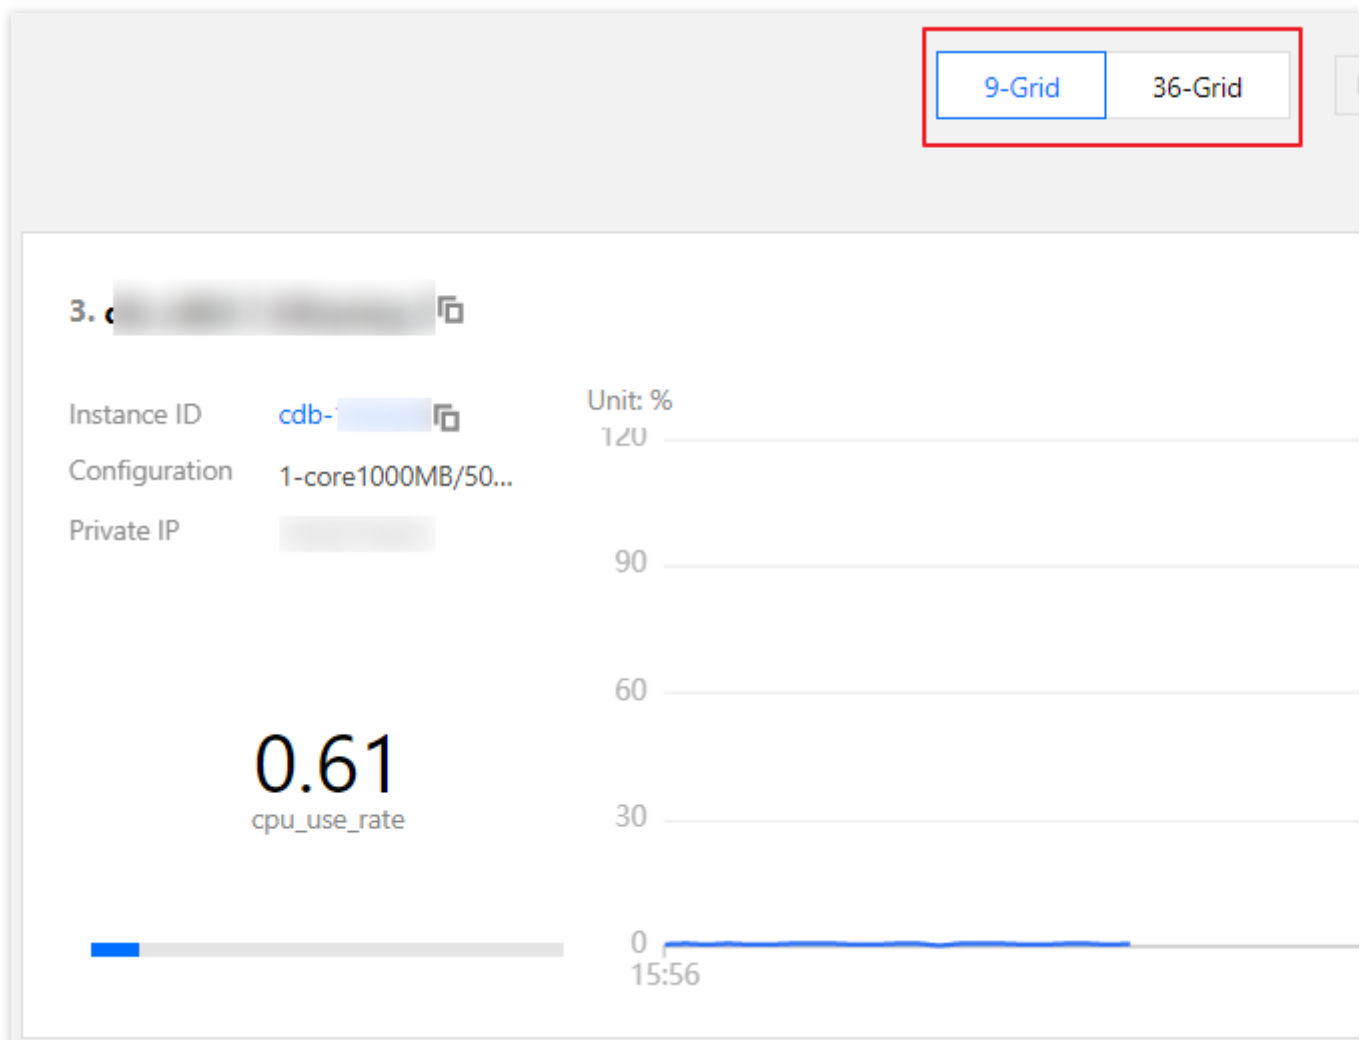 9-Grid 36-Grid
3.
Instance ID cdb-
Configuration 1-core1000MB/50...
Private IP
0.61
cpu_use_rate
Unit: %
120
90
60
30
0
15:56